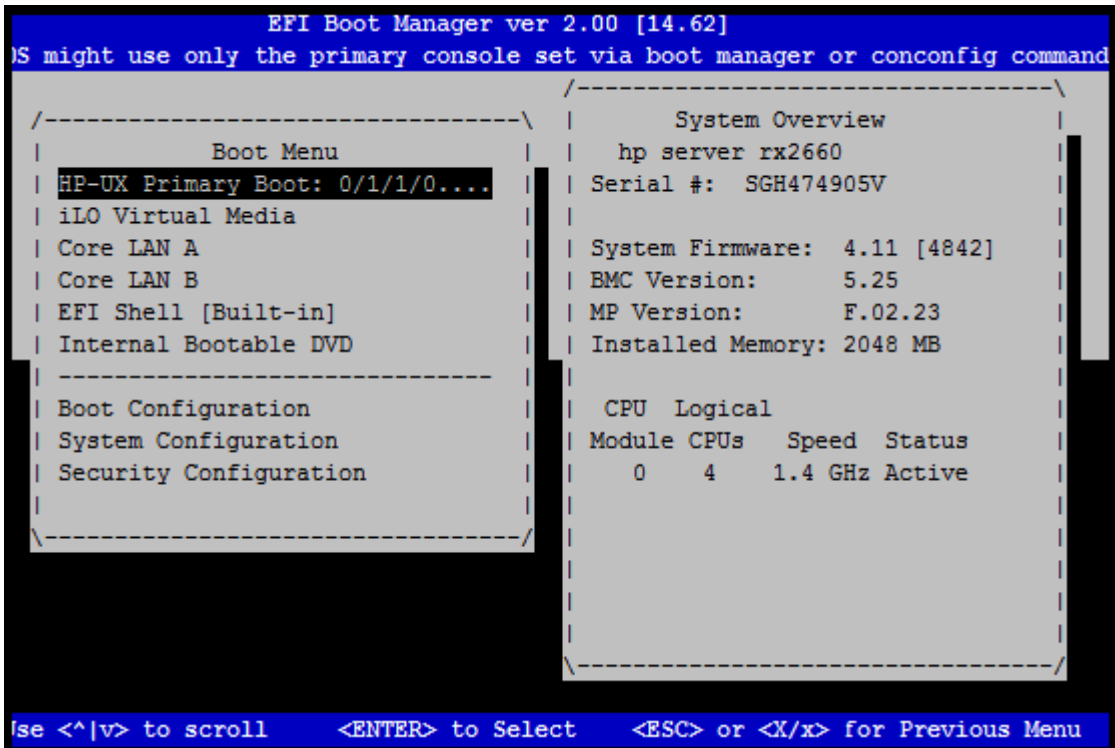 EFI Boot Manager ver 2.00 [14.62]
OS might use only the primary console set via boot manager or conconfig command
Boot Menu
HP-UX Primary Boot: 0/1/1/0....
iLO Virtual Media
Core LAN A
Core LAN B
EFI Shell [Built-in]
Internal Bootable DVD
--------------------------------
Boot Configuration
System Configuration
Security Configuration
System Overview
hp server rx2660
Serial #: SGH474905V
System Firmware: 4.11 [4842]
BMC Version: 5.25
MP Version: F.02.23
Installed Memory: 2048 MB
CPU Logical
Module CPUs Speed Status
0 4 1.4 GHz Active
Use <^|v> to scroll <ENTER> to Select <ESC> or <X/x> for Previous Menu